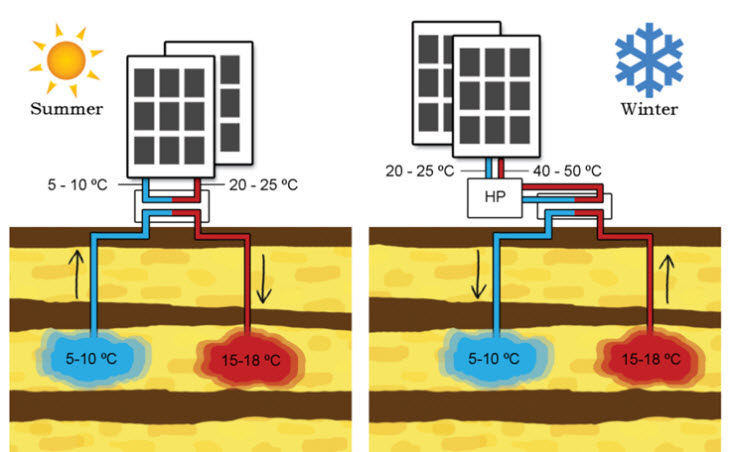 Summer
5 - 10 ºC
20 - 25 ºC
5-10 ºC
15-18 ºC
Winter
20 - 25 ºC
40 - 50 ºC
HP
5-10 ºC
15-18 ºC